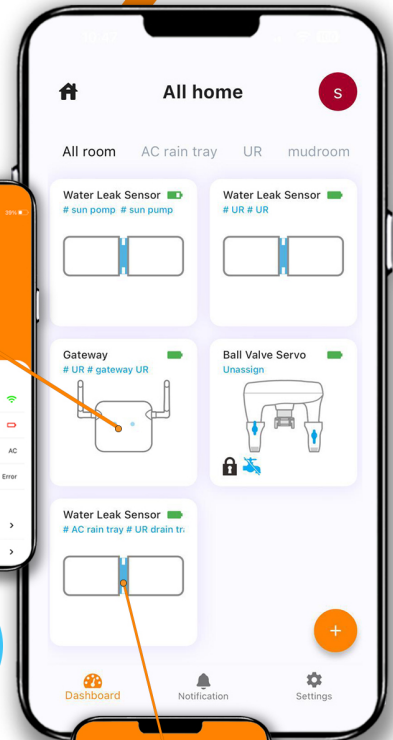 All home
S
All room AC rain tray UR mudroom
Water Leak Sensor
# sun pomp # sun pump
Water Leak Sensor
# UR # UR
Gateway
# UR # gateway UR
Ball Valve Servo
Unassign
Water Leak Sensor
# AC rain tray # UR drain tr
39%
AC
Error
+
Dashboard
Notification
Settings